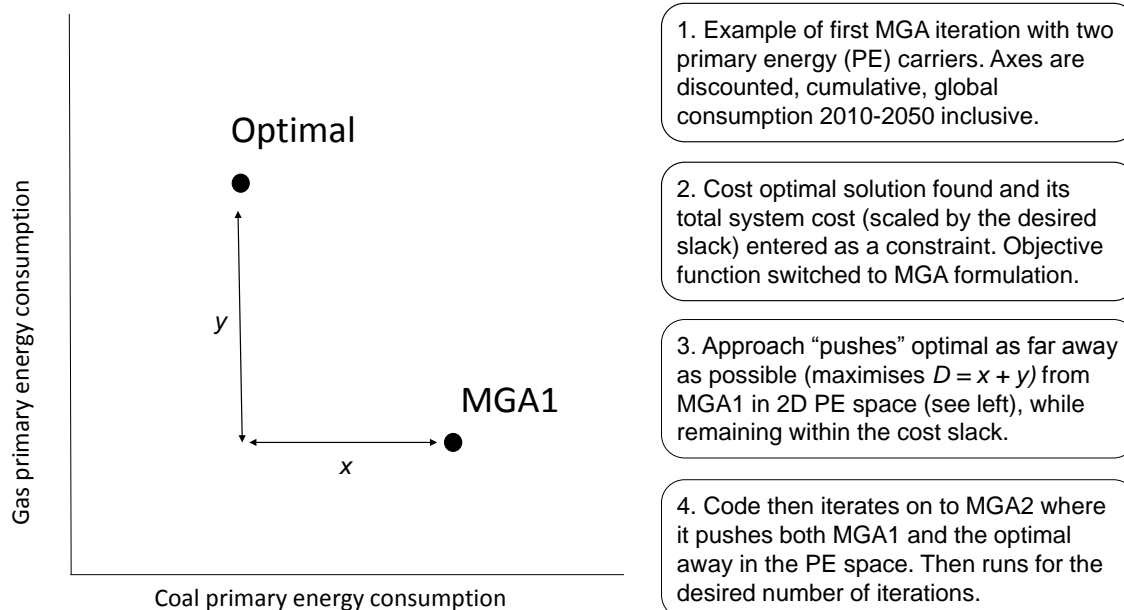 Optimal
y
MGA1
x
Gas primary energy consumption
Coal primary energy consumption
1. Example of first MGA iteration with two
primary energy (PE) carriers. Axes are
discounted, cumulative, global
consumption 2010-2050 inclusive.
2. Cost optimal solution found and its
total system cost (scaled by the desired
slack) entered as a constraint. Objective
function switched to MGA formulation.
3. Approach “pushes” optimal as far away
as possible (maximises D = x + y) from
MGA1 in 2D PE space (see left), while
remaining within the cost slack.
4. Code then iterates on to MGA2 where
it pushes both MGA1 and the optimal
away in the PE space. Then runs for the
desired number of iterations.